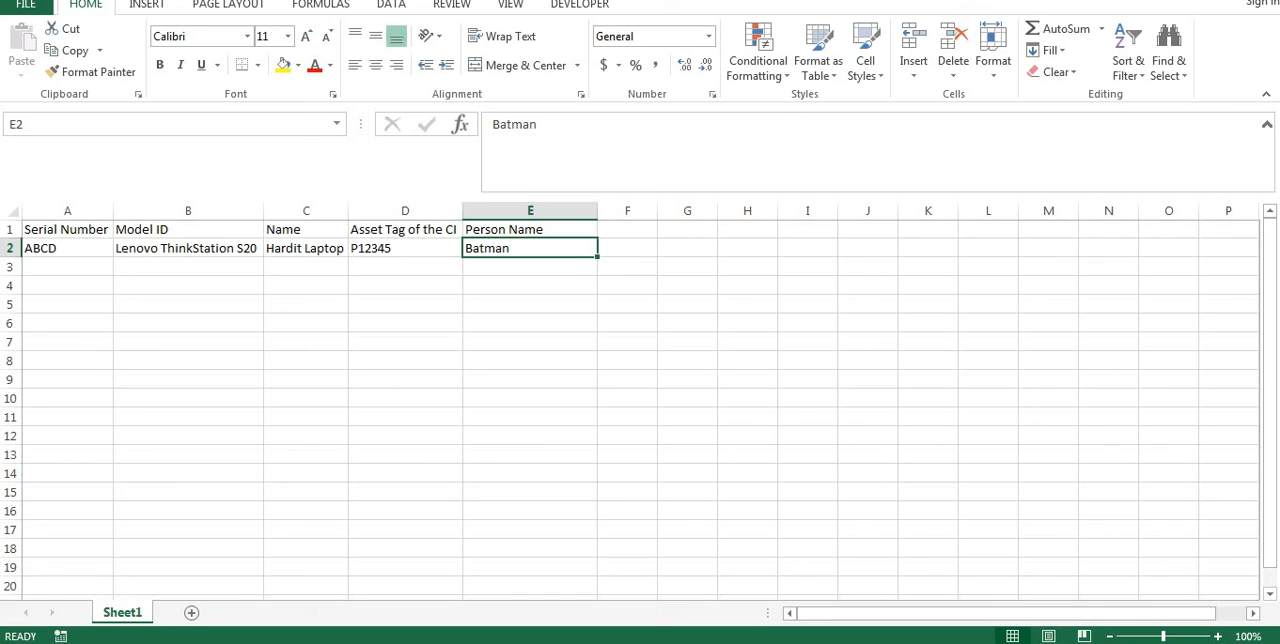 FILE HOME INSERT PAGE LAYOUT FORMULAS DATA REVIEW VIEW DEVELOPER Sign in
Cut
Calibri 11 A A Wrap Text General AutoSum
Copy Fill
Paste Conditional Format as Cell Insert Delete Format Sort & Find &
Format Painter B I U A Merge & Center $ % , Formatting Table Styles Clear Filter Select
Clipboard Font Alignment Number Styles Cells Editing
E2 fx Batman
A B C D E F G H I J K L M N O P
1 Serial Number Model ID Name Asset Tag of the CI Person Name
2 ABCD Lenovo ThinkStation S20 Hardit Laptop P12345 Batman
3
4
5
6
7
8
9
10
11
12
13
14
15
16
17
18
19
20
Sheet1
READY 100%